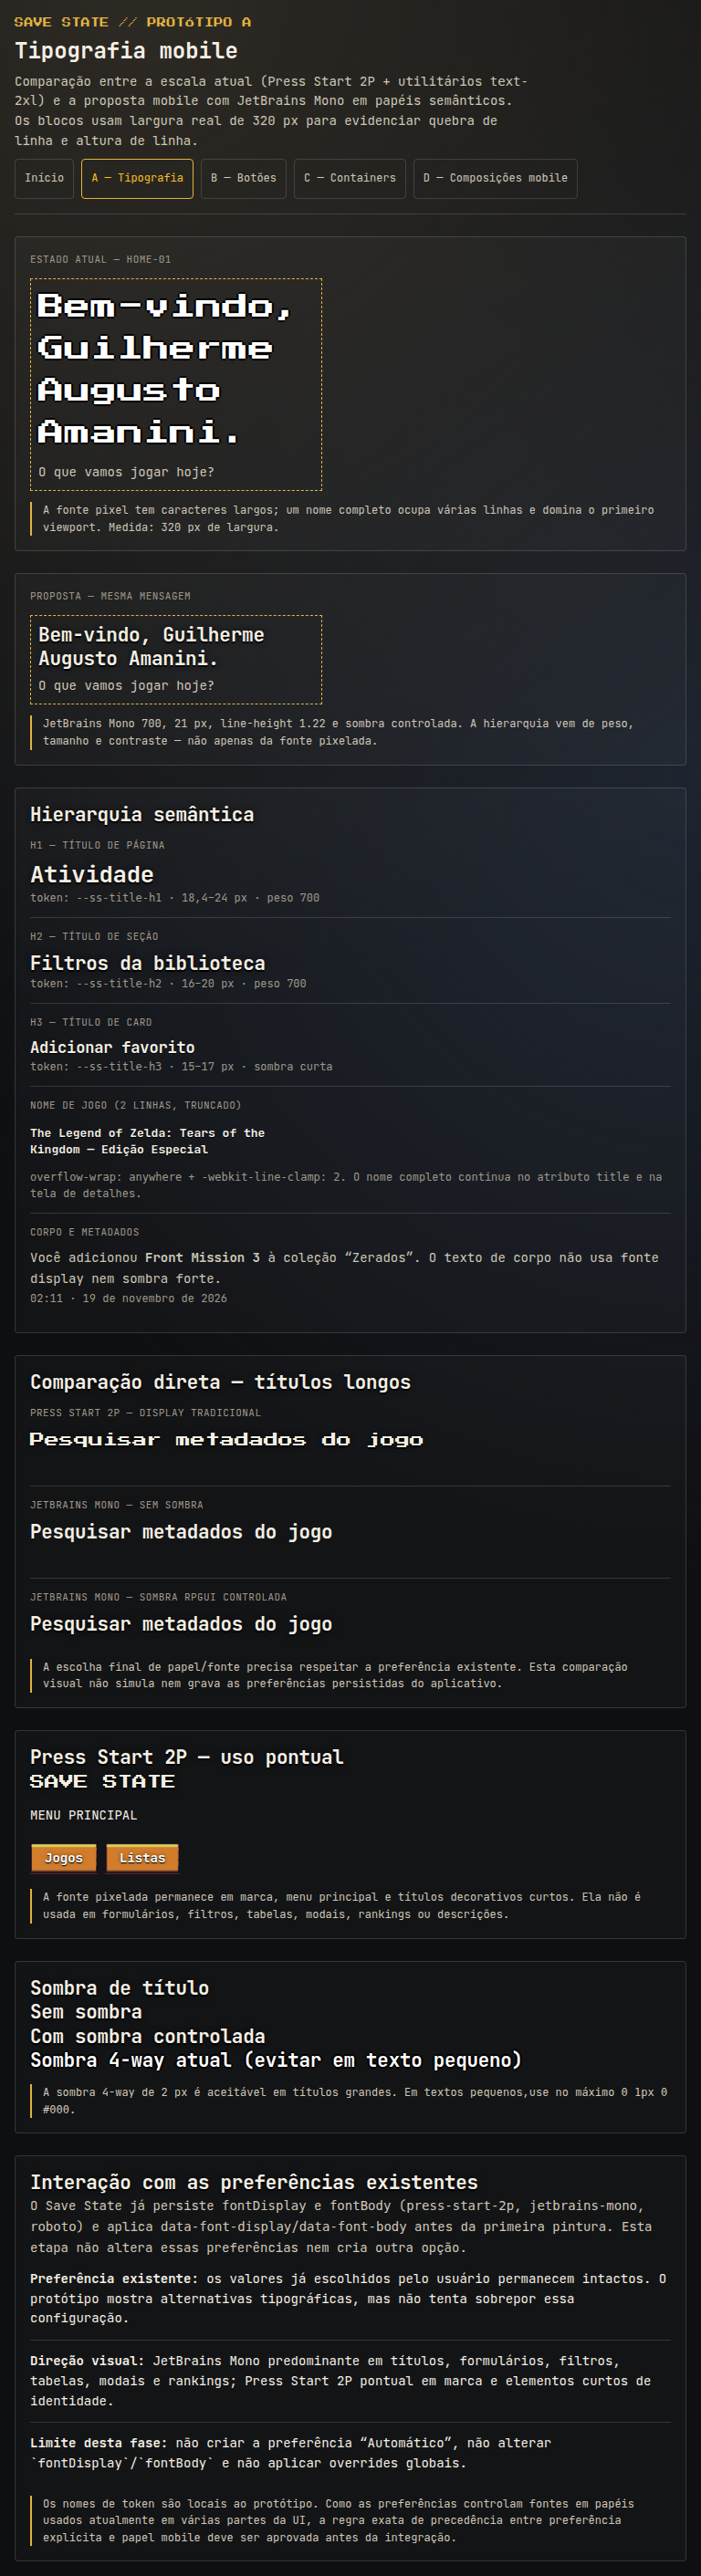 SAVE STATE // PROTóTIPO A
Tipografia mobile
Comparação entre a escala atual (Press Start 2P + utilitários text-
2xl) e a proposta mobile com JetBrains Mono em papéis semânticos.
Os blocos usam largura real de 320 px para evidenciar quebra de
linha e altura de linha.
Início
A — Tipografia
B — Botões
C — Containers
D — Composições mobile
ESTADO ATUAL — HOME-01
Bem-vindo,
Guilherme
Augusto
Amanini.
O que vamos jogar hoje?
A fonte pixel tem caracteres largos; um nome completo ocupa várias linhas e domina o primeiro
viewport. Medida: 320 px de largura.
PROPOSTA — MESMA MENSAGEM
Bem-vindo, Guilherme
Augusto Amanini.
O que vamos jogar hoje?
JetBrains Mono 700, 21 px, line-height 1.22 e sombra controlada. A hierarquia vem de peso,
tamanho e contraste — não apenas da fonte pixelada.
Hierarquia semântica
H1 — TÍTULO DE PÁGINA
Atividade
token: --ss-title-h1 · 18,4–24 px · peso 700
H2 — TÍTULO DE SEÇÃO
Filtros da biblioteca
token: --ss-title-h2 · 16–20 px · peso 700
H3 — TÍTULO DE CARD
Adicionar favorito
token: --ss-title-h3 · 15–17 px · sombra curta
NOME DE JOGO (2 LINHAS, TRUNCADO)
The Legend of Zelda: Tears of the
Kingdom — Edição Especial
overflow-wrap: anywhere + -webkit-line-clamp: 2. O nome completo continua no atributo title e na
tela de detalhes.
CORPO E METADADOS
Você adicionou Front Mission 3 à coleção “Zerados”. O texto de corpo não usa fonte
display nem sombra forte.
02:11 · 19 de novembro de 2026
Comparação direta — títulos longos
PRESS START 2P — DISPLAY TRADICIONAL
Pesquisar metadados do jogo
JETBRAINS MONO — SEM SOMBRA
Pesquisar metadados do jogo
JETBRAINS MONO — SOMBRA RPGUI CONTROLADA
Pesquisar metadados do jogo
A escolha final de papel/fonte precisa respeitar a preferência existente. Esta comparação
visual não simula nem grava as preferências persistidas do aplicativo.
Press Start 2P — uso pontual
SAVE STATE
MENU PRINCIPAL
Jogos
Listas
A fonte pixelada permanece em marca, menu principal e títulos decorativos curtos. Ela não é
usada em formulários, filtros, tabelas, modais, rankings ou descrições.
Sombra de título
Sem sombra
Com sombra controlada
Sombra 4-way atual (evitar em texto pequeno)
A sombra 4-way de 2 px é aceitável em títulos grandes. Em textos pequenos,use no máximo 0 1px 0
#000.
Interação com as preferências existentes
O Save State já persiste fontDisplay e fontBody (press-start-2p, jetbrains-mono,
roboto) e aplica data-font-display/data-font-body antes da primeira pintura. Esta
etapa não altera essas preferências nem cria outra opção.
Preferência existente: os valores já escolhidos pelo usuário permanecem intactos. O
protótipo mostra alternativas tipográficas, mas não tenta sobrepor essa
configuração.
Direção visual: JetBrains Mono predominante em títulos, formulários, filtros,
tabelas, modais e rankings; Press Start 2P pontual em marca e elementos curtos de
identidade.
Limite desta fase: não criar a preferência “Automático”, não alterar
`fontDisplay`/`fontBody` e não aplicar overrides globais.
Os nomes de token são locais ao protótipo. Como as preferências controlam fontes em papéis
usados atualmente em várias partes da UI, a regra exata de precedência entre preferência
explícita e papel mobile deve ser aprovada antes da integração.